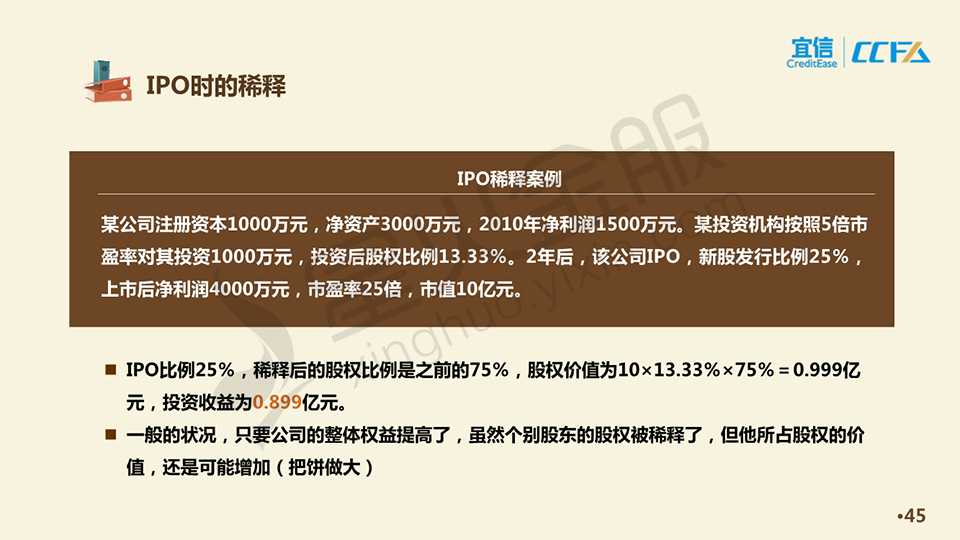 宜信
CreditEase
CCFA
IPO时的稀释
IPO稀释案例
某公司注册资本1000万元，净资产3000万元，2010年净利润1500万元。某投资机构按照5倍市
盈率对其投资1000万元，投资后股权比例13.33%。2年后，该公司IPO，新股发行比例25%，
上市后净利润4000万元，市盈率25倍，市值10亿元。
■ IPO比例25%，稀释后的股权比例是之前的75%，股权价值为10×13.33%×75%＝0.999亿
元，投资收益为0.899亿元。
■ 一般的状况，只要公司的整体权益提高了，虽然个别股东的股权被稀释了，但他所占股权的价
值，还是可能增加（把饼做大）
星火金服
xinghuo.yixin.com
•45